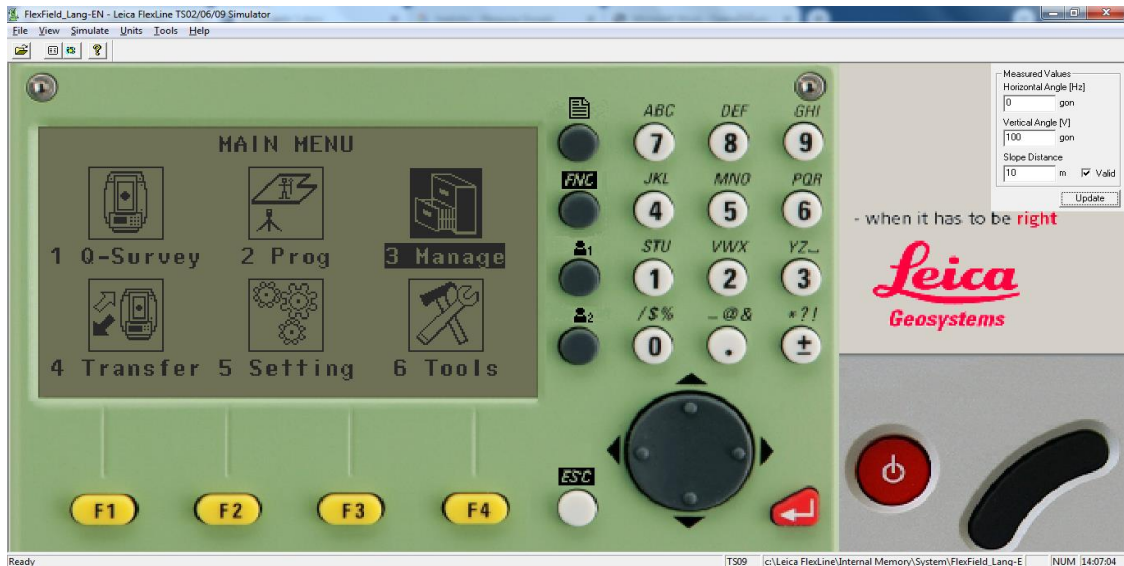 FlexField_Lang-EN - Leica FlexLine TS02/06/09 Simulator
File View Simulate Units Tools Help
MAIN MENU
1 Q-Survey 2 Prog 3 Manage
4 Transfer 5 Setting 6 Tools
F1 F2 F3 F4
ABC DEF GHI
7 8 9
FNC JKL MNO PQR
4 5 6
1 STU VWX YZ
1 2 3
2 /$% _@& *?!
0 . ±
ESC
Measured Values
Horizontal Angle [Hz]
0 gon
Vertical Angle [V]
100 gon
Slope Distance
10 m Valid
Update
- when it has to be right
Leica
Geosystems
Ready TS09 c:\Leica FlexLine\Internal Memory\System\FlexField_Lang-E NUM 14:07:04